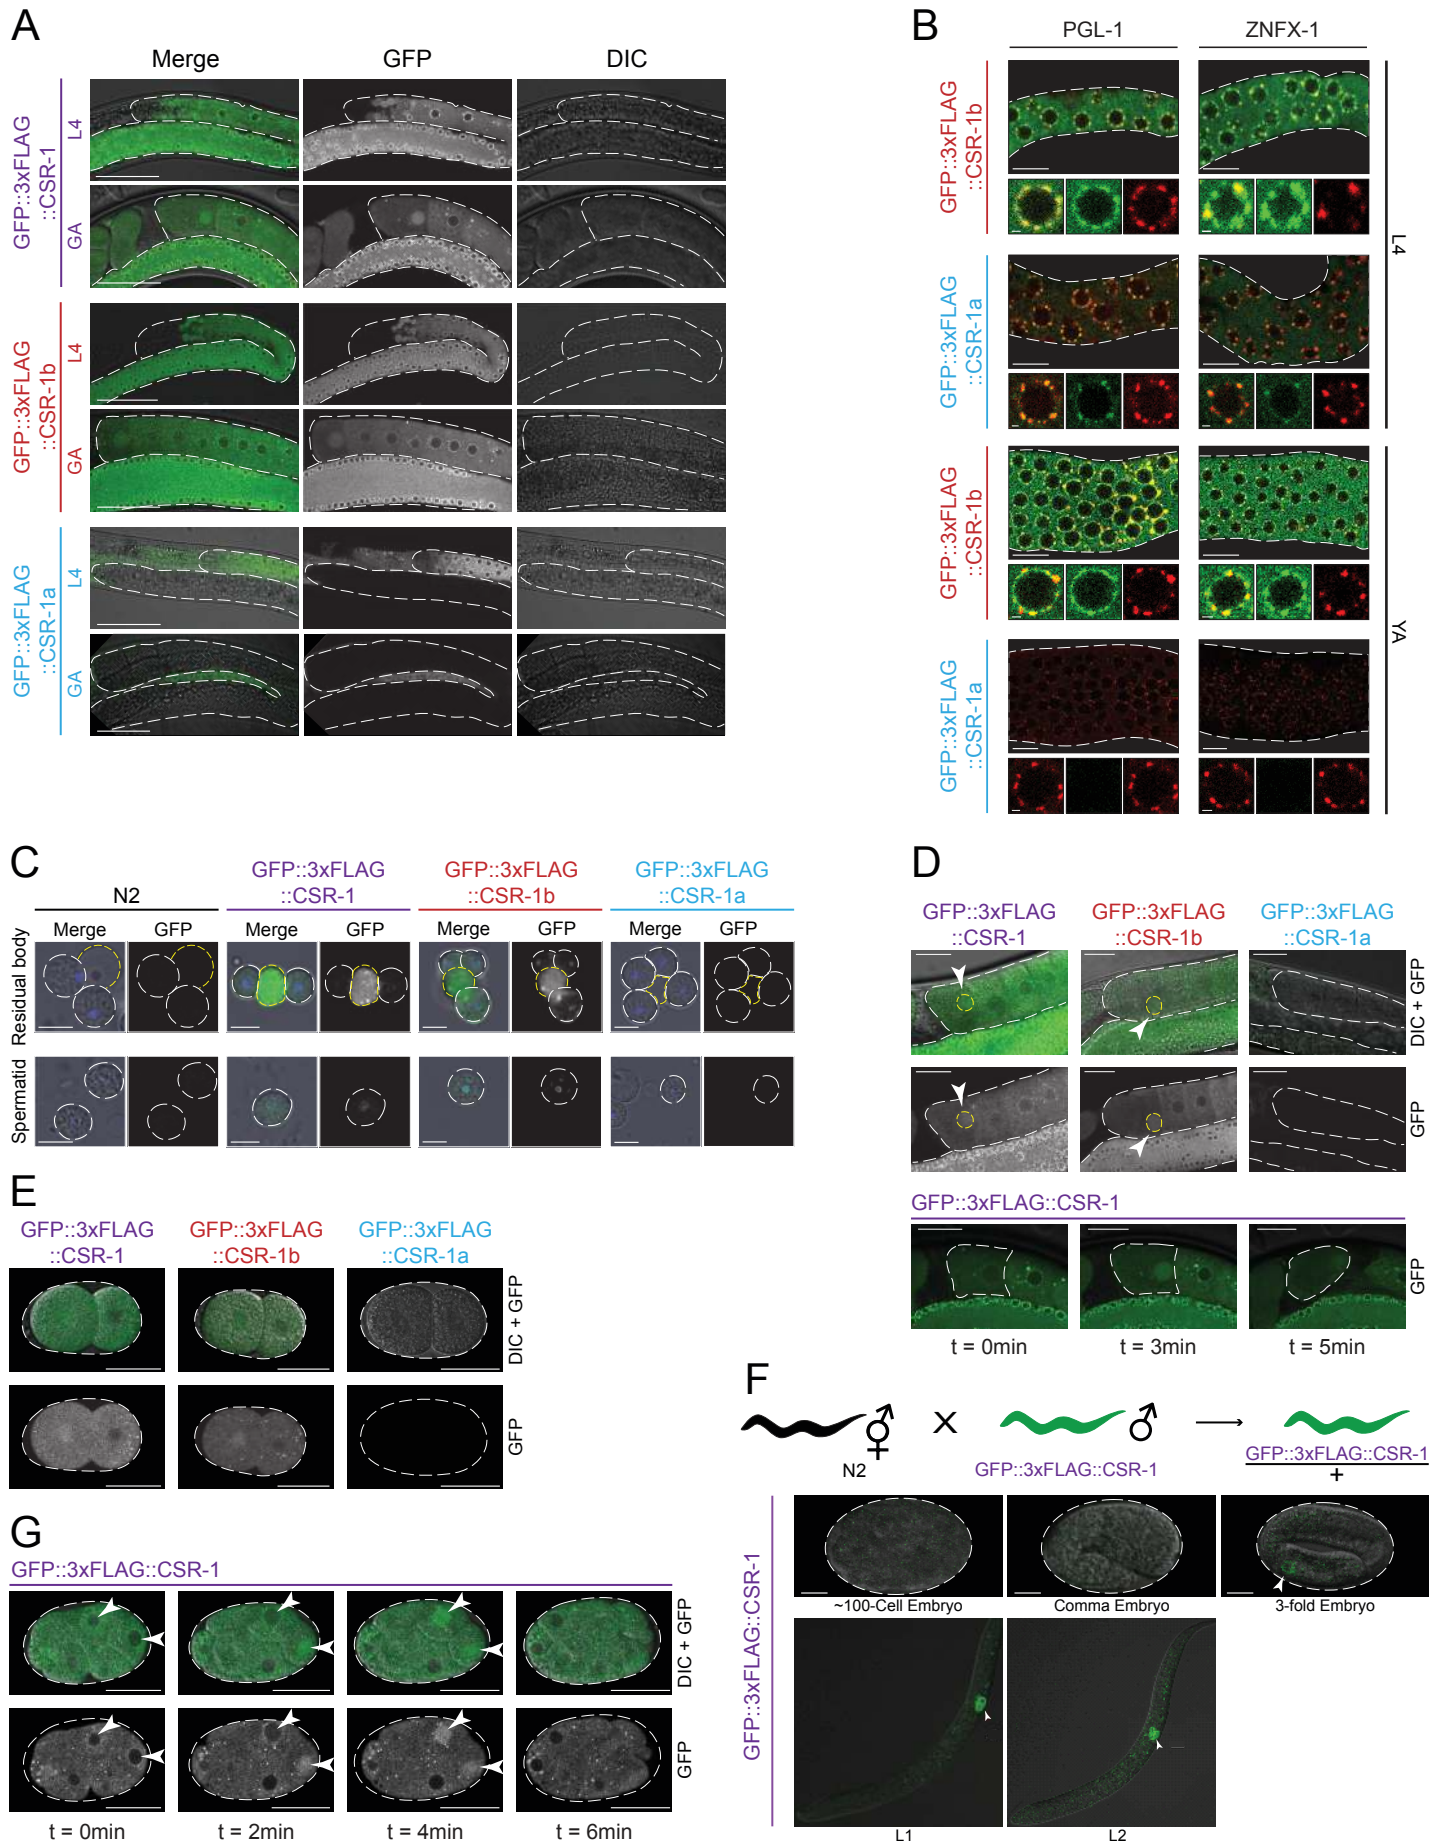 A
Merge
GFP
DIC
GFP::3xFLAG
::CSR-1
L4
GA
GFP::3xFLAG
::CSR-1b
L4
GA
GFP::3xFLAG
::CSR-1a
L4
GA
B
PGL-1
ZNFX-1
GFP::3xFLAG
::CSR-1b
GFP::3xFLAG
::CSR-1a
L4
GFP::3xFLAG
::CSR-1b
GFP::3xFLAG
::CSR-1a
YA
C
N2
GFP::3xFLAG
::CSR-1
GFP::3xFLAG
::CSR-1b
GFP::3xFLAG
::CSR-1a
Merge
GFP
Merge
GFP
Merge
GFP
Merge
GFP
Residual body
Spermatid
D
GFP::3xFLAG
::CSR-1
GFP::3xFLAG
::CSR-1b
GFP::3xFLAG
::CSR-1a
DIC + GFP
GFP
GFP::3xFLAG::CSR-1
GFP
t = 0min
t = 3min
t = 5min
E
GFP::3xFLAG
::CSR-1
GFP::3xFLAG
::CSR-1b
GFP::3xFLAG
::CSR-1a
DIC + GFP
GFP
F
X
N2
GFP::3xFLAG::CSR-1
GFP::3xFLAG::CSR-1
+
GFP::3xFLAG::CSR-1
~100-Cell Embryo
Comma Embryo
3-fold Embryo
L1
L2
G
GFP::3xFLAG::CSR-1
DIC + GFP
GFP
t = 0min
t = 2min
t = 4min
t = 6min